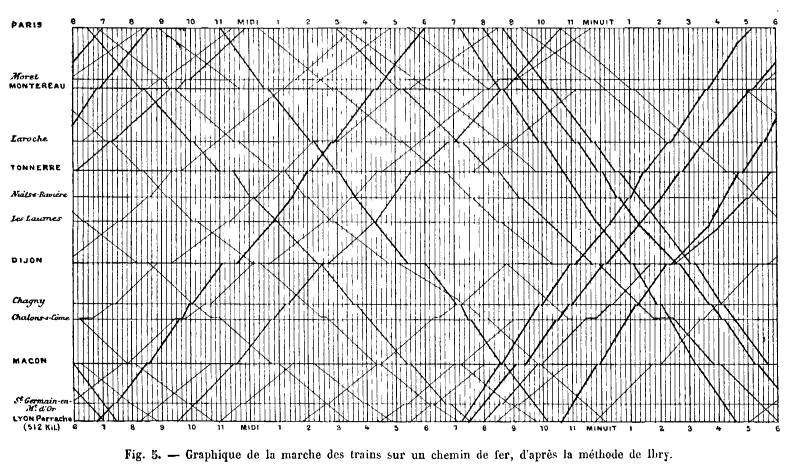 6 7 8 9 10 11 MIDI 1 2 3 4 5 6 7 8 9 10 11 MINUIT 1 2 3 4 5 6
PARIS
Moret
MONTEREAU
Laroche
TONNERRE
Nuits-s-Ravière
Les Laumes
DIJON
Chagny
Chalons-s-Saône
MACON
St Germain-en-
Mt d'Or
LYON Perrache
(512 Kil.) 6 7 8 9 10 11 MIDI 1 2 3 4 5 6 7 8 9 10 11 MINUIT 1 2 3 4 5 6
Fig. 5. — Graphique de la marche des trains sur un chemin de fer, d'après la méthode de Ibry.